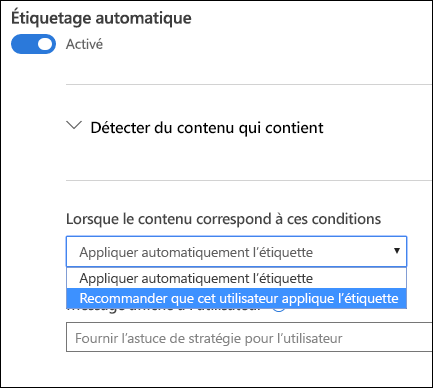 Étiquetage automatique
Activé
Détecter du contenu qui contient
Lorsque le contenu correspond à ces conditions
Appliquer automatiquement l'étiquette
Appliquer automatiquement l'étiquette
Recommander que cet utilisateur applique l'étiquette
l'utilisateur
Fournir l'astuce de stratégie pour l'utilisateur